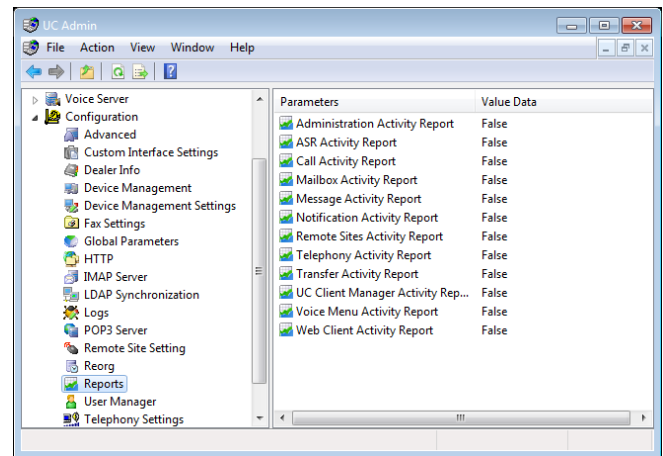 UC Admin
File Action View Window Help
Voice Server
Configuration
Advanced
Custom Interface Settings
Dealer Info
Device Management
Device Management Settings
Fax Settings
Global Parameters
HTTP
IMAP Server
LDAP Synchronization
Logs
POP3 Server
Remote Site Setting
Reorg
Reports
User Manager
Telephony Settings
Parameters Value Data
Administration Activity Report False
ASR Activity Report False
Call Activity Report False
Mailbox Activity Report False
Message Activity Report False
Notification Activity Report False
Remote Sites Activity Report False
Telephony Activity Report False
Transfer Activity Report False
UC Client Manager Activity Rep... False
Voice Menu Activity Report False
Web Client Activity Report False